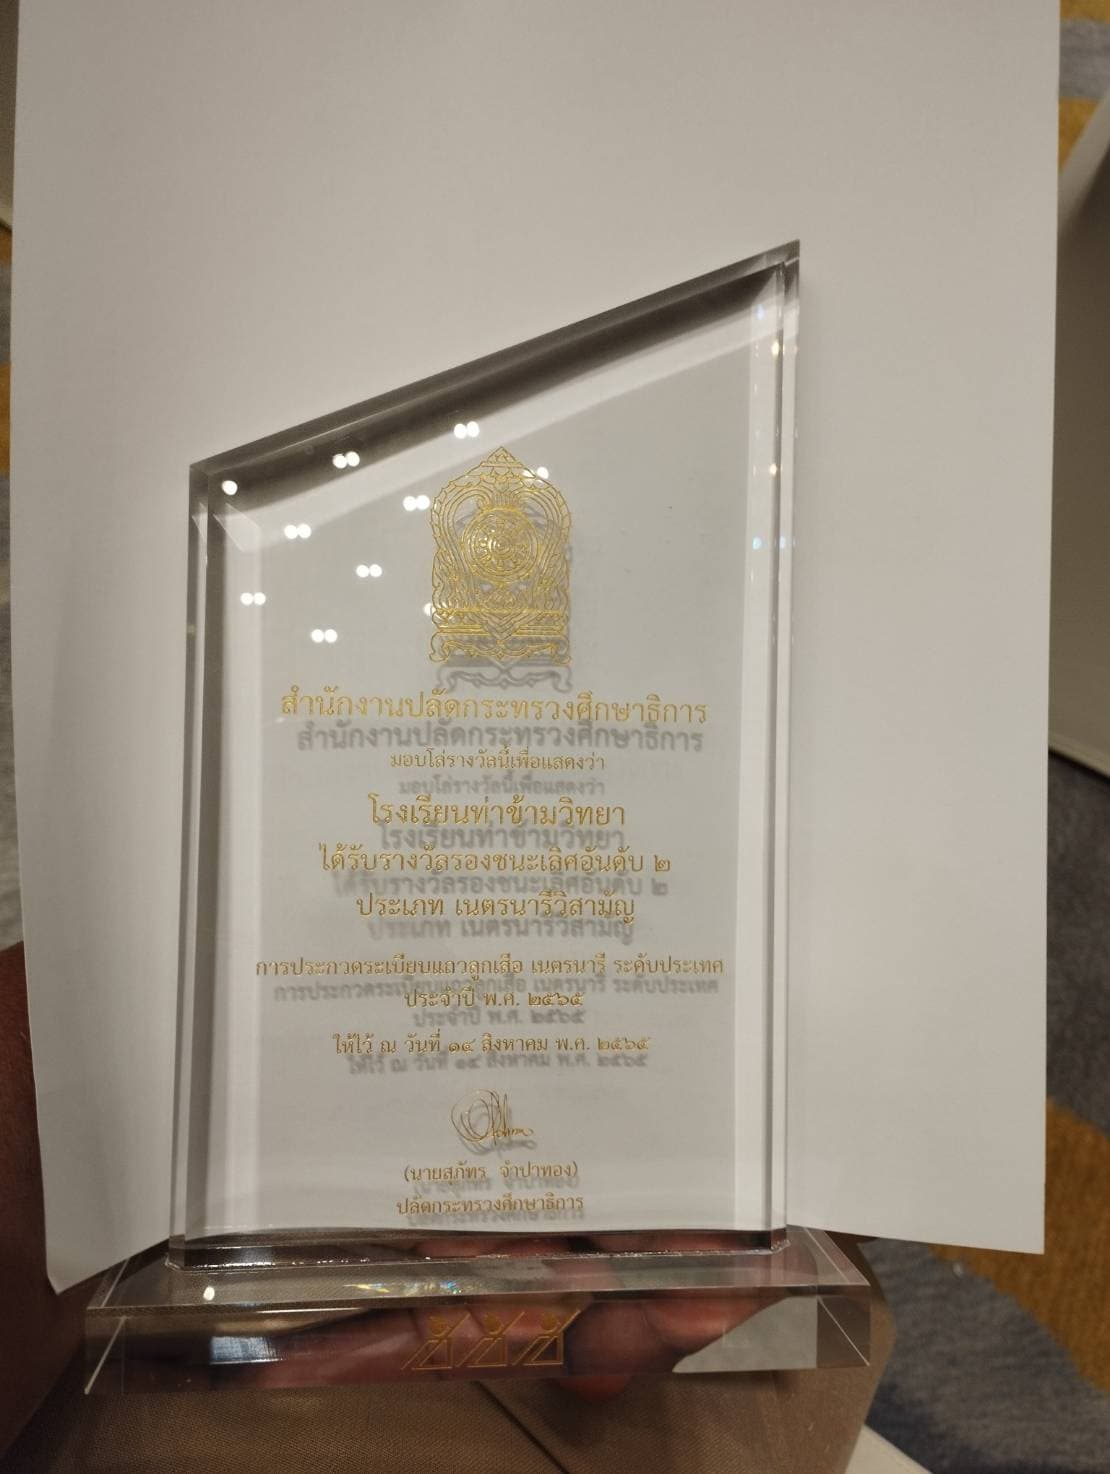 สำนักงานปลัดกระทรวงศึกษาธิการ
มอบโล่รางวัลนี้เพื่อแสดงว่า
โรงเรียนท่าข้ามวิทยา
ได้รับรางวัลรองชนะเลิศอันดับ ๒
ประเภท เนตรนารีวิสามัญ
การประกวดระเบียบแถวลูกเสือ เนตรนารี ระดับประเทศ
ประจำปี พ.ศ. ๒๕๖๕
ให้ไว้ ณ วันที่ ๑๔ สิงหาคม พ.ศ. ๒๕๖๕
(นายสุภัทร จำปาทอง)
ปลัดกระทรวงศึกษาธิการ